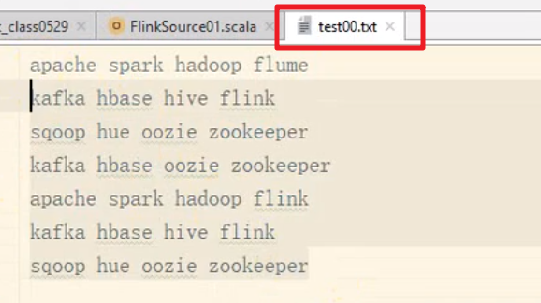 _class0529 FlinkSource01.scala test00.txt
apache spark hadoop flume
kafka hbase hive flink
sqoop hue oozie zookeeper
kafka hbase oozie zookeeper
apache spark hadoop flink
kafka hbase hive flink
sqoop hue oozie zookeeper